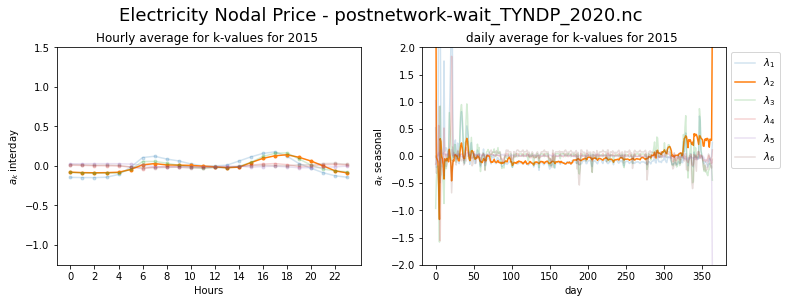 Electricity Nodal Price - postnetwork-wait_TYNDP_2020.nc
Hourly average for k-values for 2015
1.5
1.0
0.5
0.0
−0.5
−1.0
a_k interday
0 2 4 6 8 10 12 14 16 18 20 22
Hours
daily average for k-values for 2015
2.0
1.5
1.0
0.5
0.0
−0.5
−1.0
−1.5
−2.0
a_k seasonal
0 50 100 150 200 250 300 350
day
λ₁
λ₂
λ₃
λ₄
λ₅
λ₆